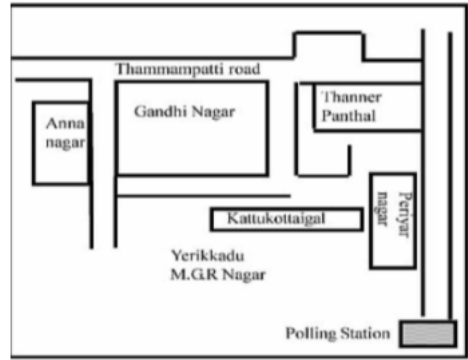 Thammampatti road
Gandhi Nagar
Thanner
Panthal
Anna
nagar
Periyar
nagar
Kattukottaigal
Yerikkadu
M.G.R Nagar
Polling Station